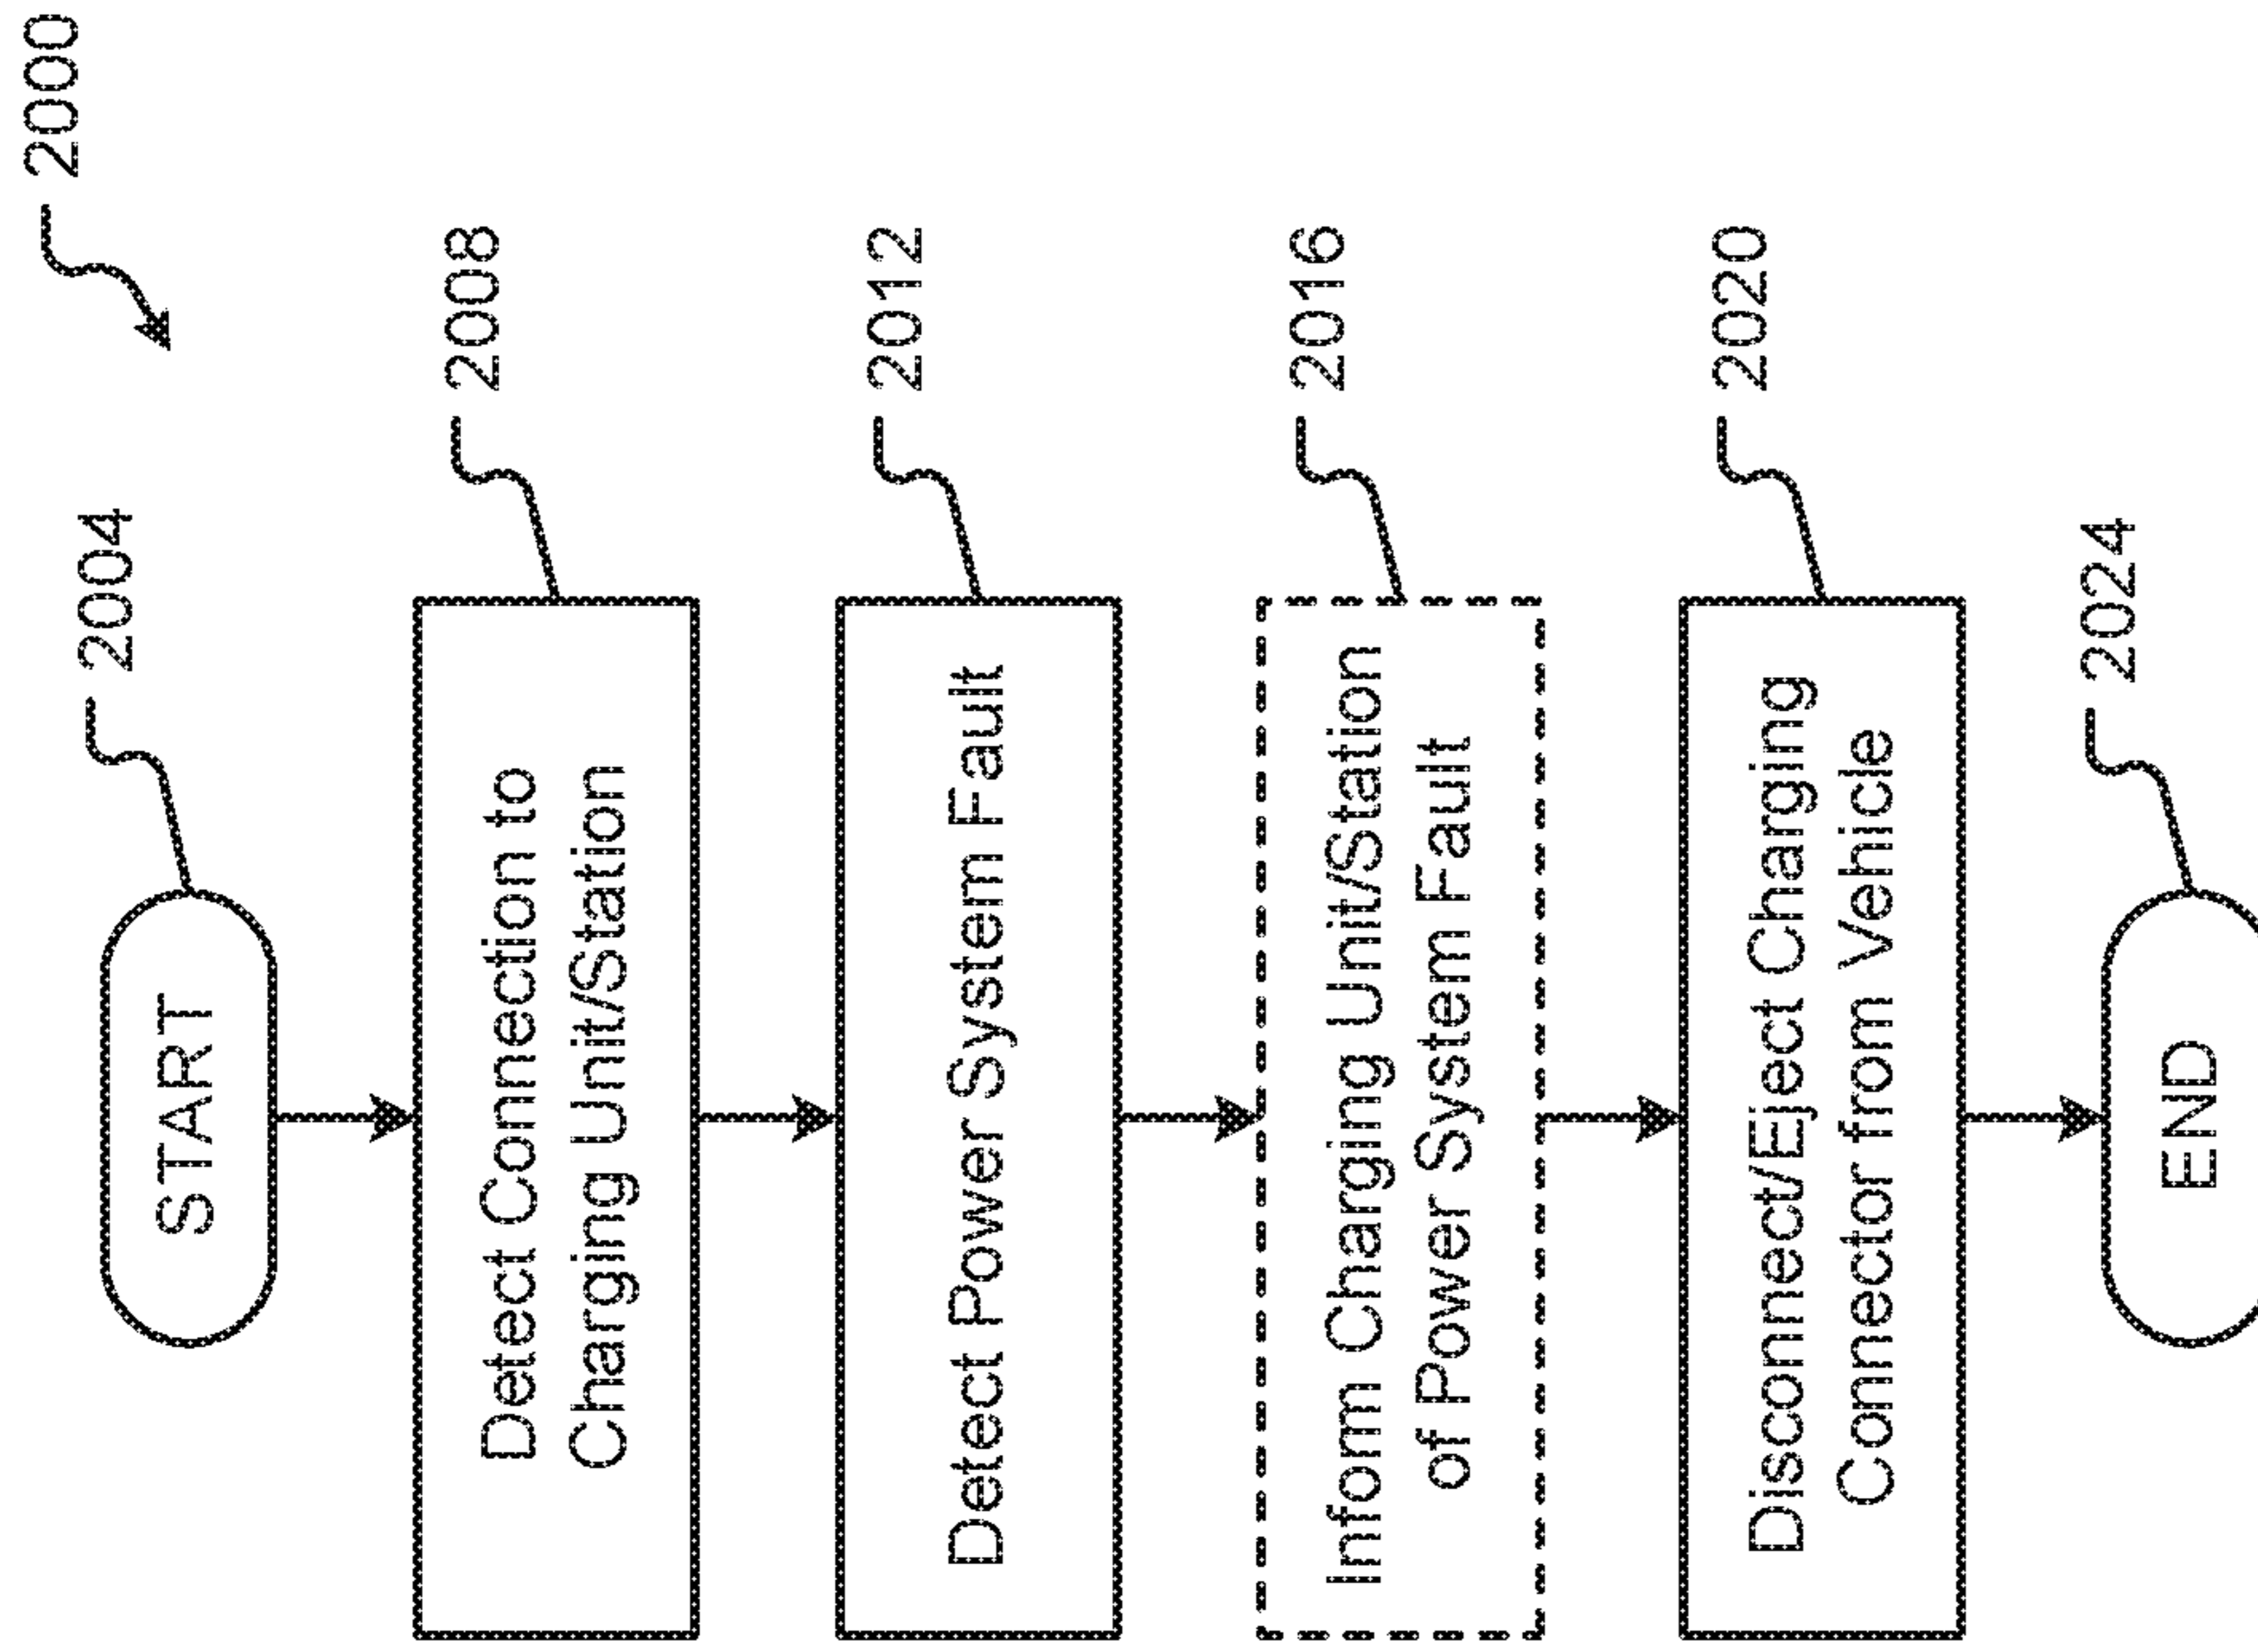 2000
START
2004
Detect Connection to
Charging Unit/Station
2008
Detect Power System Fault
2012
Inform Charging Unit/Station
of Power System Fault
2016
Disconnect/Eject Charging
Connector from Vehicle
2020
END
2024